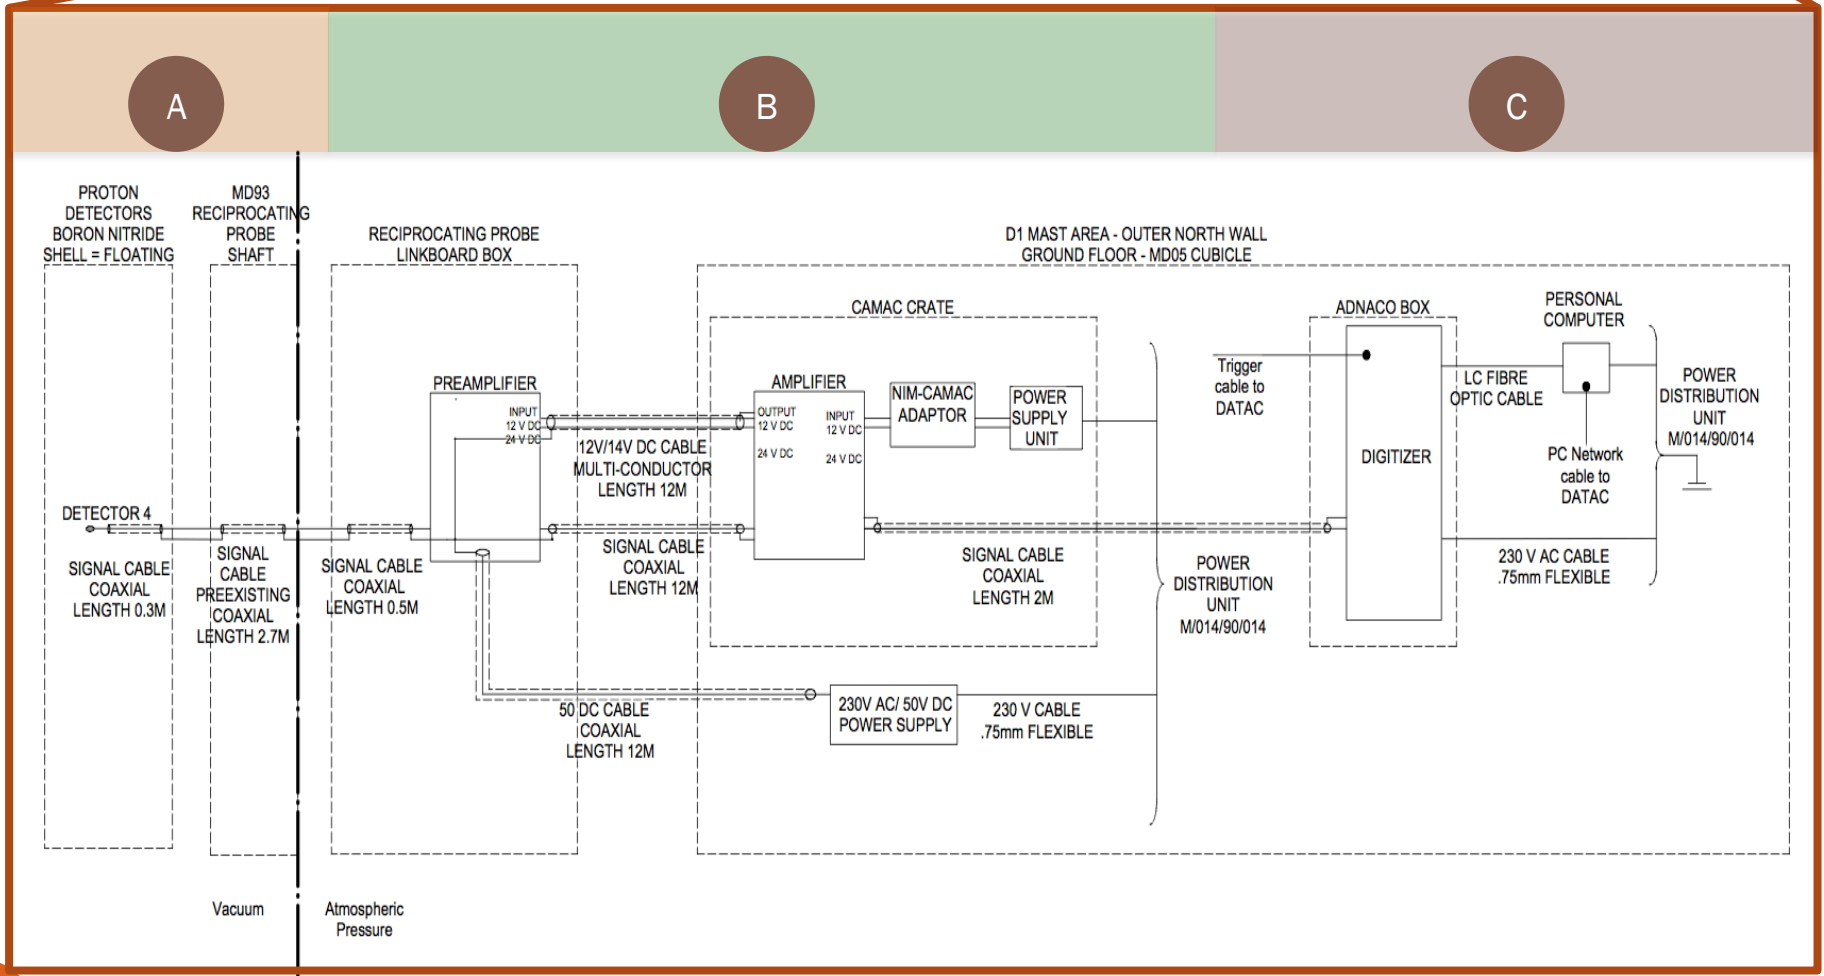 A
B
C
PROTON
DETECTORS
BORON NITRIDE
SHELL = FLOATING
MD93
RECIPROCATING
PROBE
SHAFT
RECIPROCATING PROBE
LINKBOARD BOX
D1 MAST AREA - OUTER NORTH WALL
GROUND FLOOR - MD05 CUBICLE
CAMAC CRATE
ADNACO BOX
PERSONAL
COMPUTER
PREAMPLIFIER
INPUT
12 V DC
24 V DC
12V/14V DC CABLE
MULTI-CONDUCTOR
LENGTH 12M
AMPLIFIER
OUTPUT
12 V DC
24 V DC
INPUT
12 V DC
24 V DC
NIM-CAMAC
ADAPTOR
POWER
SUPPLY
UNIT
Trigger
cable to
DATAC
DIGITIZER
LC FIBRE
OPTIC CABLE
PC Network
cable to
DATAC
POWER
DISTRIBUTION
UNIT
M/014/90/014
DETECTOR 4
SIGNAL CABLE
COAXIAL
LENGTH 0.3M
SIGNAL
CABLE
PREEXISTING
COAXIAL
LENGTH 2.7M
SIGNAL CABLE
COAXIAL
LENGTH 0.5M
SIGNAL CABLE
COAXIAL
LENGTH 12M
SIGNAL CABLE
COAXIAL
LENGTH 2M
POWER
DISTRIBUTION
UNIT
M/014/90/014
230 V AC CABLE
.75mm FLEXIBLE
50 DC CABLE
COAXIAL
LENGTH 12M
230V AC/ 50V DC
POWER SUPPLY
230 V CABLE
.75mm FLEXIBLE
Vacuum
Atmospheric
Pressure